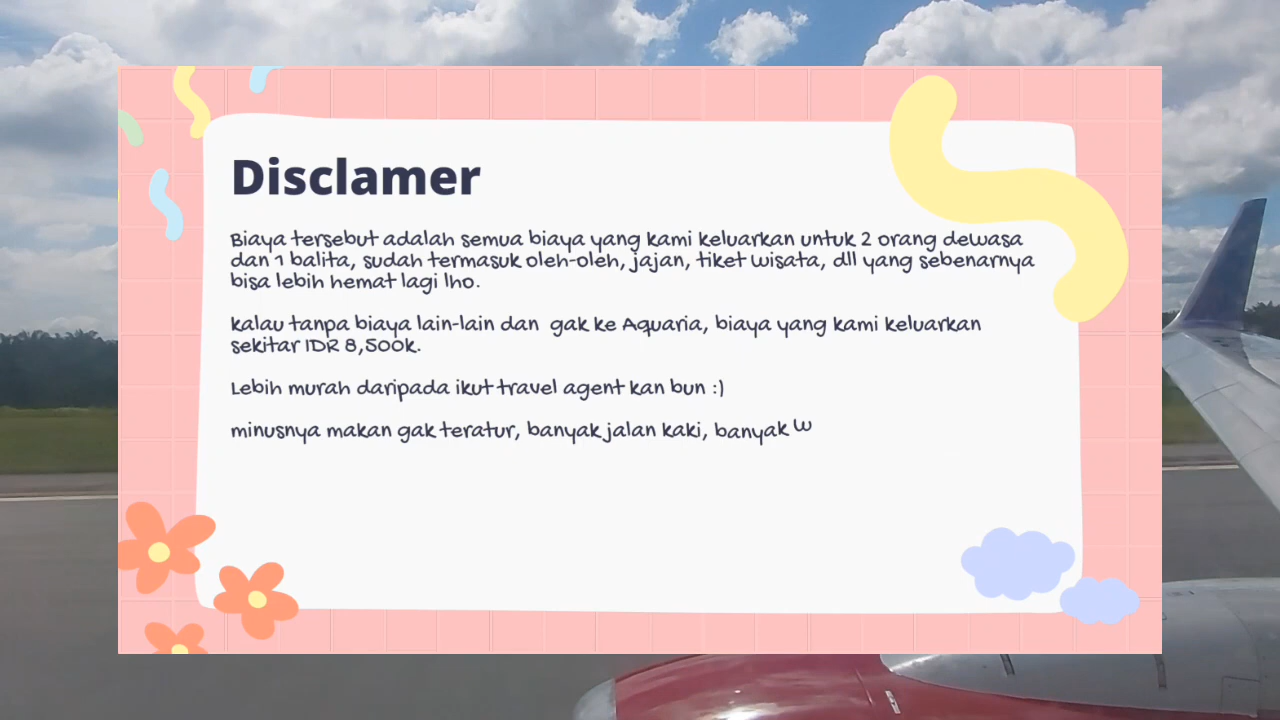 Disclamer
Biaya tersebut adalah semua biaya yang kami keluarkan untuk 2 orang dewasa
dan 1 balita, sudah termasuk oleh-oleh, jajan, tiket wisata, dll yang sebenarnya
bisa lebih hemat lagi lho.
kalau tanpa biaya lain-lain dan gak ke Aquaria, biaya yang kami keluarkan
sekitar IDR 8,500k.
Lebih murah daripada ikut travel agent kan bun :)
minusnya makan gak teratur, banyak jalan kaki, banyak w